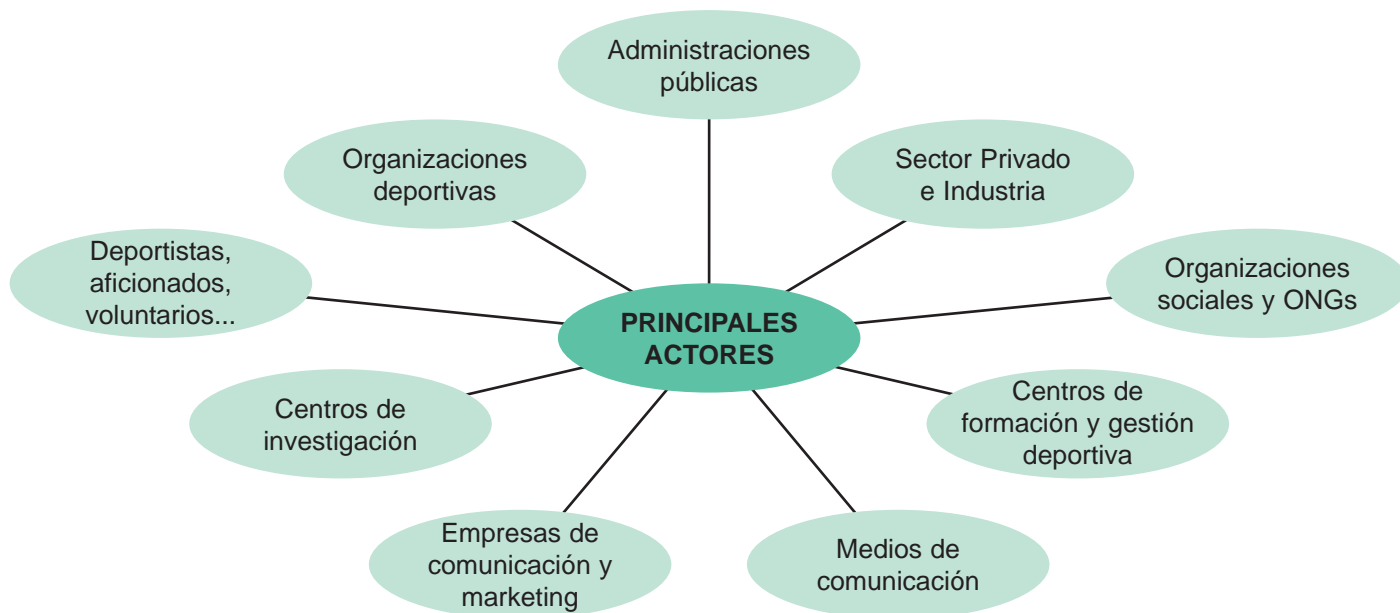 Administraciones
públicas
Organizaciones
deportivas
Sector Privado
e Industria
Deportistas,
aficionados,
voluntarios...
Organizaciones
sociales y ONGs
PRINCIPALES
ACTORES
Centros de
investigación
Centros de
formación y gestión
deportiva
Empresas de
comunicación y
marketing
Medios de
comunicación